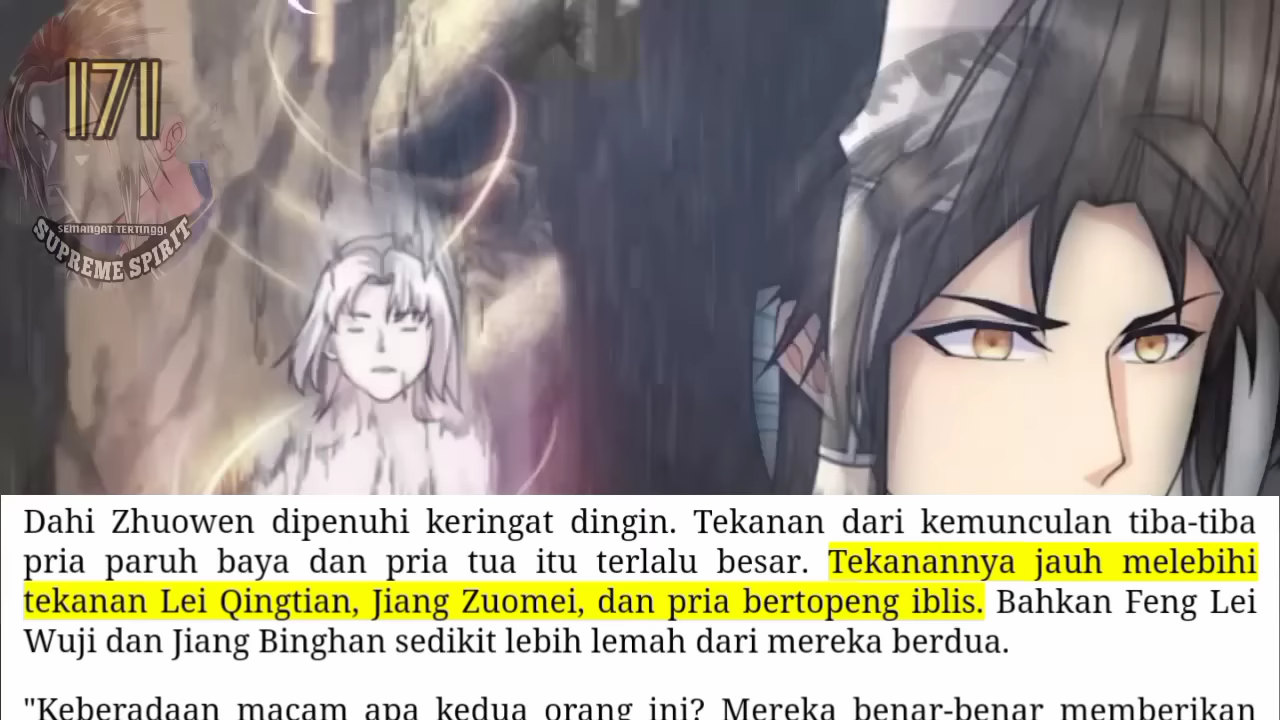 171
SEMANGAT TERTINGGI
SUPREME SPIRIT
Dahi Zhuowen dipenuhi keringat dingin. Tekanan dari kemunculan tiba-tiba
pria paruh baya dan pria tua itu terlalu besar. Tekanannya jauh melebihi
tekanan Lei Qingtian, Jiang Zuomei, dan pria bertopeng iblis. Bahkan Feng Lei
Wuji dan Jiang Binghan sedikit lebih lemah dari mereka berdua.
"Keberadaan macam apa kedua orang ini? Mereka benar-benar memberikan